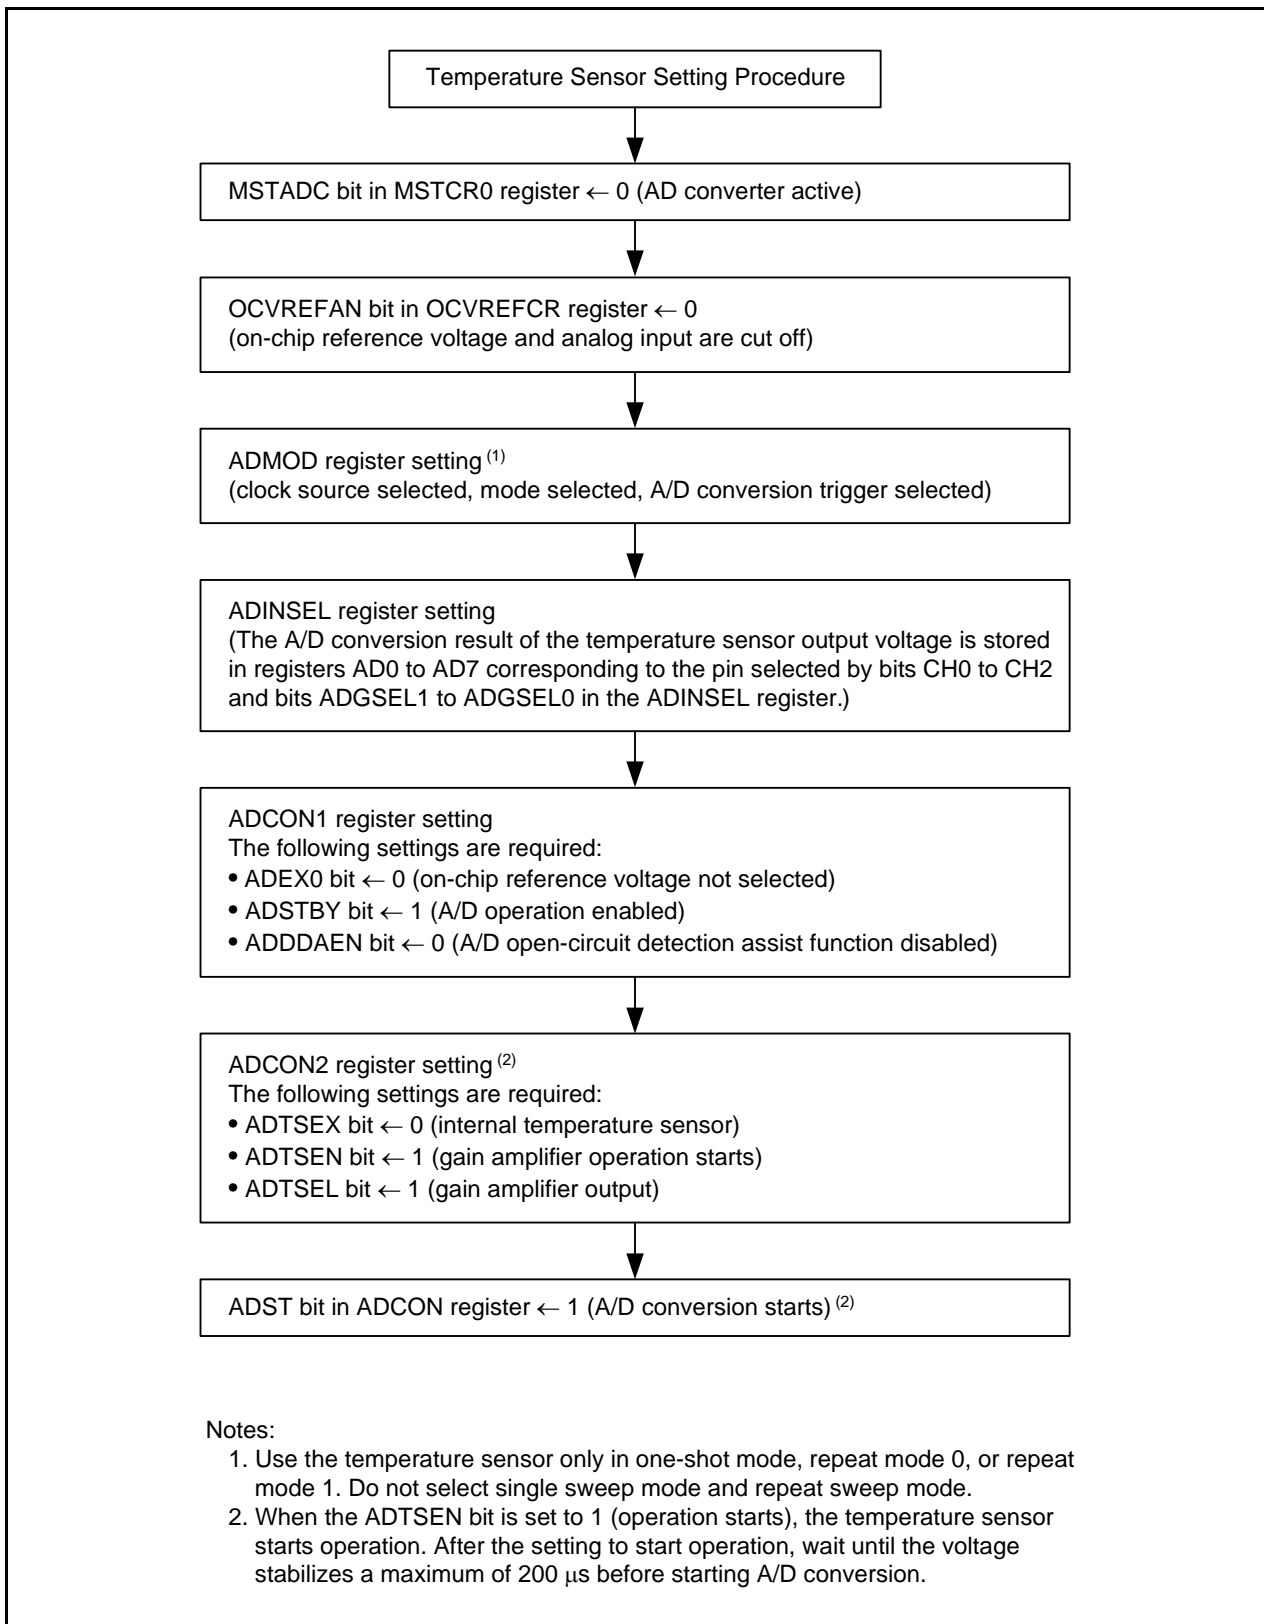 Temperature Sensor Setting Procedure
MSTADC bit in MSTCR0 register ← 0 (AD converter active)
OCVREFAN bit in OCVREFCR register ← 0
(on-chip reference voltage and analog input are cut off)
ADMOD register setting (1)
(clock source selected, mode selected, A/D conversion trigger selected)
ADINSEL register setting
(The A/D conversion result of the temperature sensor output voltage is stored
in registers AD0 to AD7 corresponding to the pin selected by bits CH0 to CH2
and bits ADGSEL1 to ADGSEL0 in the ADINSEL register.)
ADCON1 register setting
The following settings are required:
• ADEX0 bit ← 0 (on-chip reference voltage not selected)
• ADSTBY bit ← 1 (A/D operation enabled)
• ADDDAEN bit ← 0 (A/D open-circuit detection assist function disabled)
ADCON2 register setting (2)
The following settings are required:
• ADTSEX bit ← 0 (internal temperature sensor)
• ADTSEN bit ← 1 (gain amplifier operation starts)
• ADTSEL bit ← 1 (gain amplifier output)
ADST bit in ADCON register ← 1 (A/D conversion starts) (2)
Notes:
1. Use the temperature sensor only in one-shot mode, repeat mode 0, or repeat
mode 1. Do not select single sweep mode and repeat sweep mode.
2. When the ADTSEN bit is set to 1 (operation starts), the temperature sensor
starts operation. After the setting to start operation, wait until the voltage
stabilizes a maximum of 200 μs before starting A/D conversion.